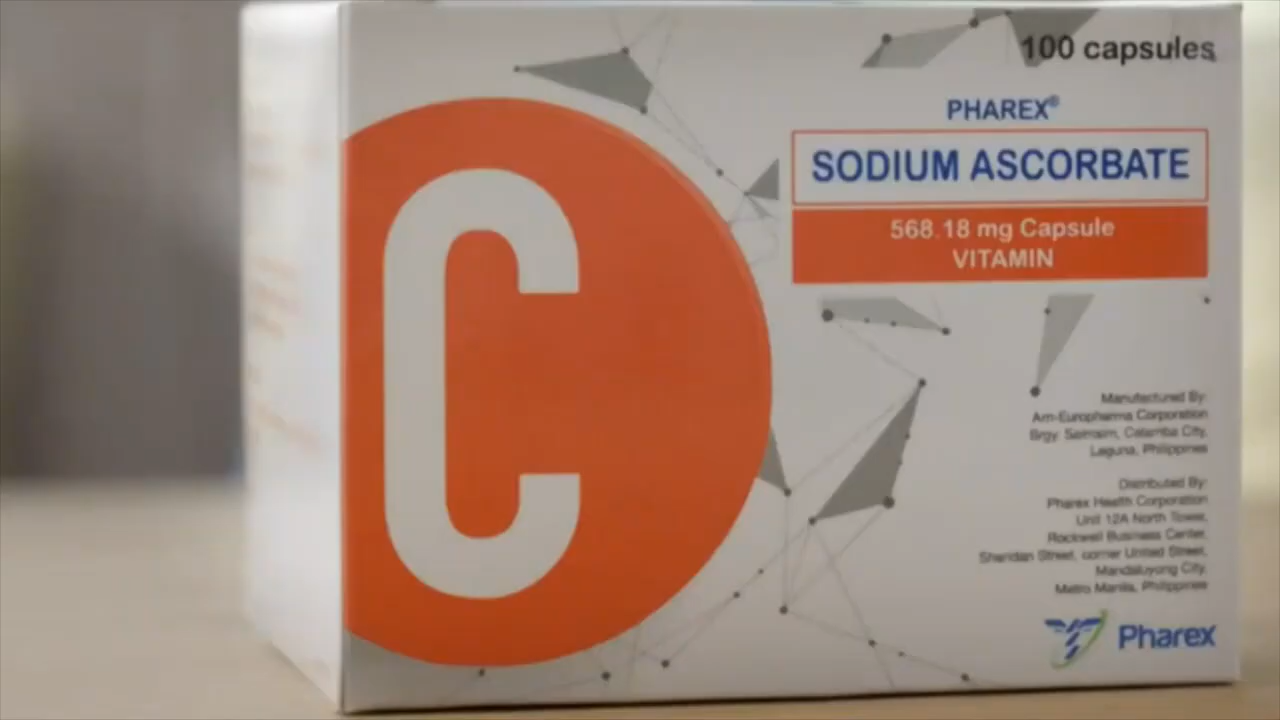 100 capsules
C
PHAREX®
SODIUM ASCORBATE
568.18 mg Capsule
VITAMIN
Manufactured By:
Am-Europharma Corporation
Brgy. Saimsim, Calamba City,
Laguna, Philippines
Distributed By:
Pharex Health Corporation
Unit 12A North Tower,
Rockwell Business Center,
Sheridan Street, corner United Street,
Mandaluyong City,
Metro Manila, Philippines
Pharex